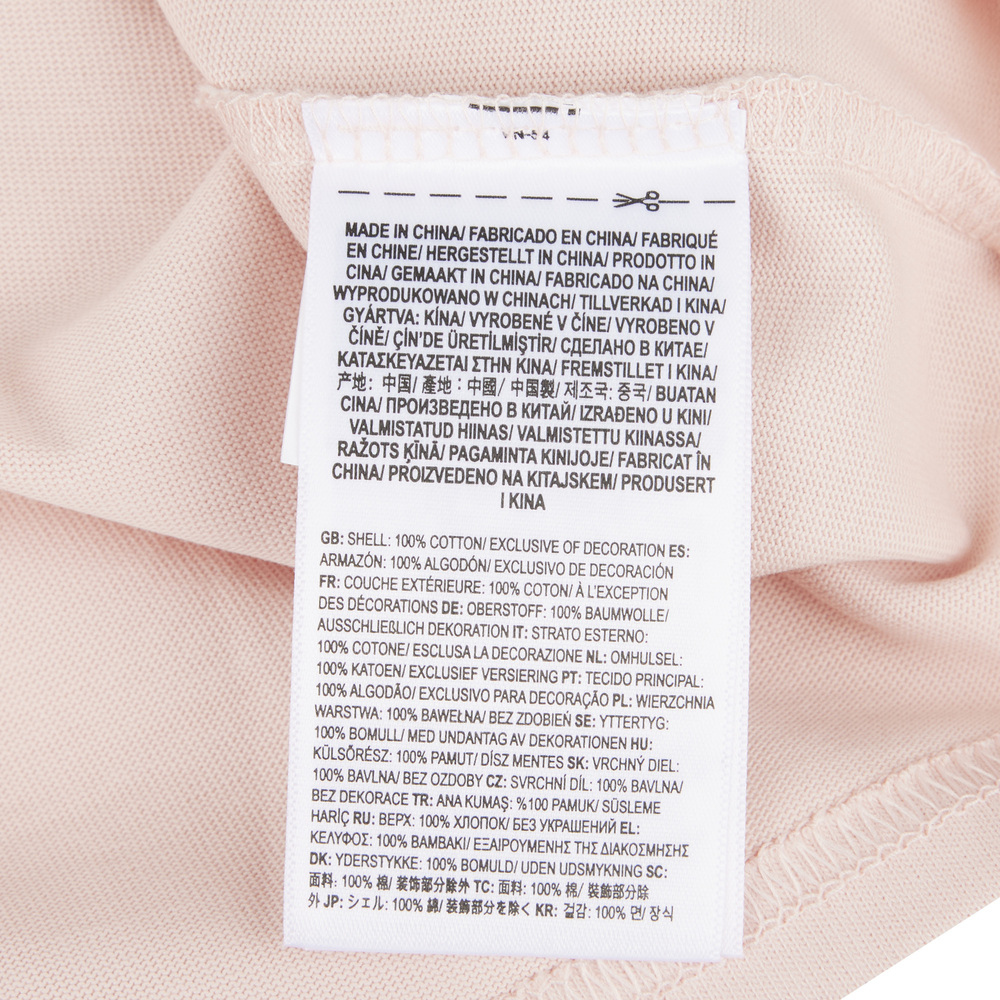 MADE IN CHINA/ FABRICADO EN CHINA/ FABRIQUÉ
EN CHINE/ HERGESTELLT IN CHINA/ PRODOTTO IN
CINA/ GEMAAKT IN CHINA/ FABRICADO NA CHINA/
WYPRODUKOWANO W CHINACH/ TILLVERKAD I KINA/
GYÁRTVA: KÍNA/ VYROBENÉ V ČÍNE/ VYROBENO V
ČÍNĚ/ ÇİN'DE ÜRETİLMİŞTİR/ СДЕЛАНО В КИТАЕ/
ΚΑΤΑΣΚΕΥΑΖΕΤΑΙ ΣΤΗΝ ΚΙΝΑ/ FREMSTILLET I KINA/
产地: 中国/ 產地: 中國/ 中国製/ 제조국: 중국/ BUATAN
CINA/ ПРОИЗВЕДЕНО В КИТАЙ/ IZRAĐENO U KINI/
VALMISTATUD HIINAS/ VALMISTETTU KIINASSA/
RAŽOTS ĶĪNĀ/ PAGAMINTA KINIJOJE/ FABRICAT ÎN
CHINA/ PROIZVEDENO NA KITAJSKEM/ PRODUSERT
I KINA
GB: SHELL: 100% COTTON/ EXCLUSIVE OF DECORATION ES:
ARMAZÓN: 100% ALGODÓN/ EXCLUSIVO DE DECORACIÓN
FR: COUCHE EXTÉRIEURE: 100% COTON/ À L'EXCEPTION
DES DÉCORATIONS DE: OBERSTOFF: 100% BAUMWOLLE/
AUSSCHLIEßLICH DEKORATION IT: STRATO ESTERNO:
100% COTONE/ ESCLUSA LA DECORAZIONE NL: OMHULSEL:
100% KATOEN/ EXCLUSIEF VERSIERING PT: TECIDO PRINCIPAL:
100% ALGODÃO/ EXCLUSIVO PARA DECORAÇÃO PL: WIERZCHNIA
WARSTWA: 100% BAWEŁNA/ BEZ ZDOBIEŃ SE: YTTERTYG:
100% BOMULL/ MED UNDANTAG AV DEKORATIONEN HU:
KÜLSŐRÉSZ: 100% PAMUT/ DÍSZ MENTES SK: VRCHNÝ DIEL:
100% BAVLNA/ BEZ OZDOBY CZ: SVRCHNÍ DÍL: 100% BAVLNA/
BEZ DEKORACE TR: ANA KUMAŞ: %100 PAMUK/ SÜSLEME
HARİÇ RU: ВЕРХ: 100% ХЛОПОК/ БЕЗ УКРАШЕНИЙ EL:
ΚΕΛΥΦΟΣ: 100% ΒΑΜΒΑΚΙ/ ΕΞΑΙΡΟΥΜΕΝΗΣ ΤΗΣ ΔΙΑΚΟΣΜΗΣΗΣ
DK: YDERSTYKKE: 100% BOMULD/ UDEN UDSMYKNING SC:
面料: 100% 棉/ 装饰部分除外 TC: 面料: 100% 棉/ 裝飾部分除
外 JP: シェル: 100% 綿/ 装飾部分を除く KR: 겉감: 100% 면/ 장식